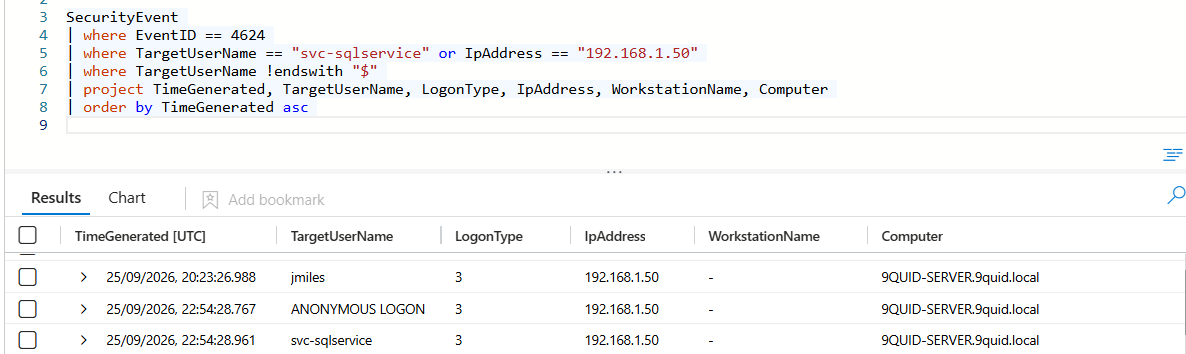 3 SecurityEvent
4 | where EventID == 4624
5 | where TargetUserName == "svc-sqlservice" or IpAddress == "192.168.1.50"
6 | where TargetUserName !endswith "$"
7 | project TimeGenerated, TargetUserName, LogonType, IpAddress, WorkstationName, Computer
8 | order by TimeGenerated asc
9
Results Chart Add bookmark
TimeGenerated [UTC] TargetUserName LogonType IpAddress WorkstationName Computer
25/09/2026, 20:23:26.988 jmiles 3 192.168.1.50 - 9QUID-SERVER.9quid.local
25/09/2026, 22:54:28.767 ANONYMOUS LOGON 3 192.168.1.50 - 9QUID-SERVER.9quid.local
25/09/2026, 22:54:28.961 svc-sqlservice 3 192.168.1.50 - 9QUID-SERVER.9quid.local